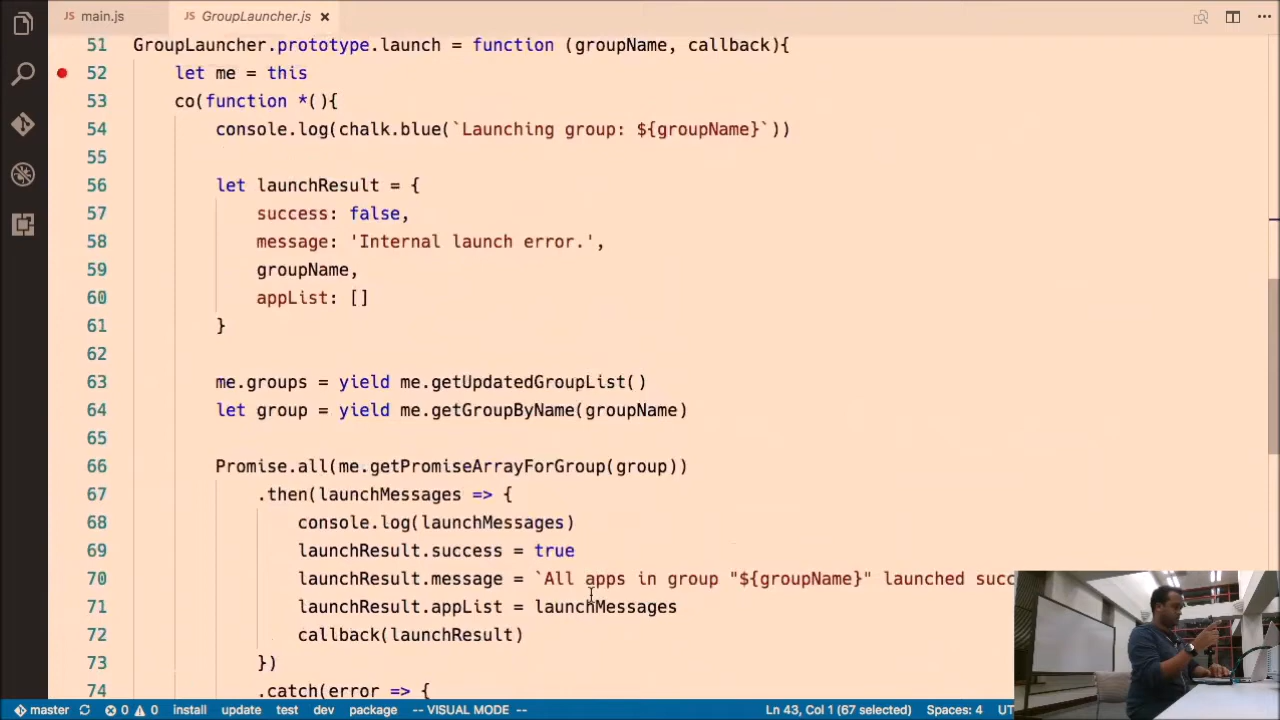 main.js
GroupLauncher.js
51 GroupLauncher.prototype.launch = function (groupName, callback){
52 let me = this
53 co(function *(){
54 console.log(chalk.blue(`Launching group: ${groupName}`))
55
56 let launchResult = {
57 success: false,
58 message: 'Internal launch error.',
59 groupName,
60 appList: []
61 }
62
63 me.groups = yield me.getUpdatedGroupList()
64 let group = yield me.getGroupByName(groupName)
65
66 Promise.all(me.getPromiseArrayForGroup(group))
67 .then(launchMessages => {
68 console.log(launchMessages)
69 launchResult.success = true
70 launchResult.message = `All apps in group "${groupName}" launched succ
71 launchResult.appList = launchMessages
72 callback(launchResult)
73 })
74 .catch(error => {
master 0 0 install update test dev package -- VISUAL MODE -- Ln 43, Col 1 (67 selected) Spaces: 4 UT